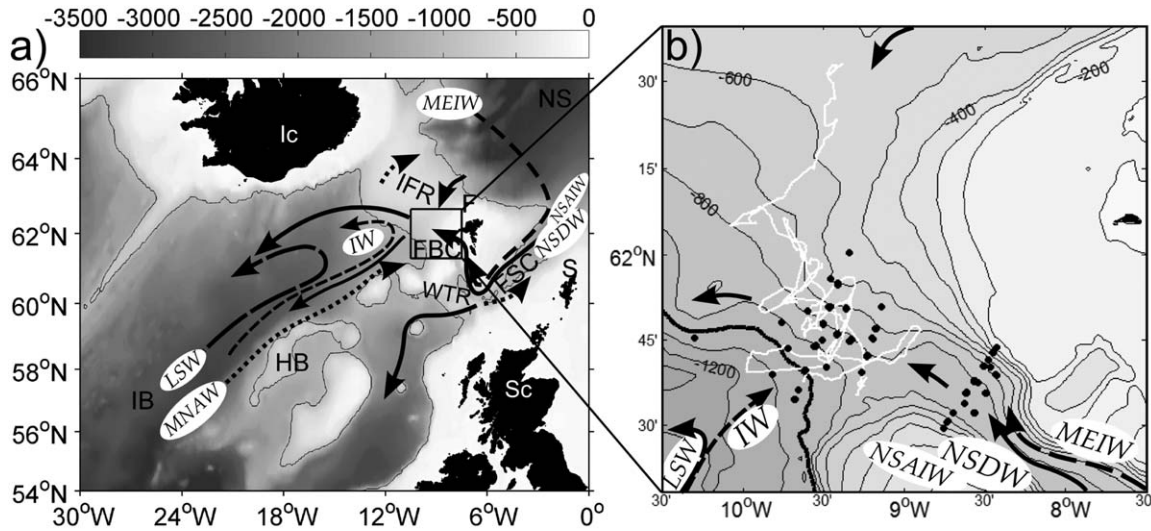 -3500 -3000 -2500 -2000 -1500 -1000 -500 0
a)
66°N
64°N
62°N
60°N
58°N
56°N
54°N
30°W 24°W 18°W 12°W 6°W 0°
Ic
NS
MEIW
IFR
F
NSAIW
NSDW
IW
FBC
FSC
S
WTR
LSW
HB
MNAW
IB
Sc
b)
30'
15'
62°N
45'
30'
30' 10°W 30' 9°W 30' 8°W
-600
-200
-400
-800
-1200
LSW
IW
NSAIW
NSDW
MEIW